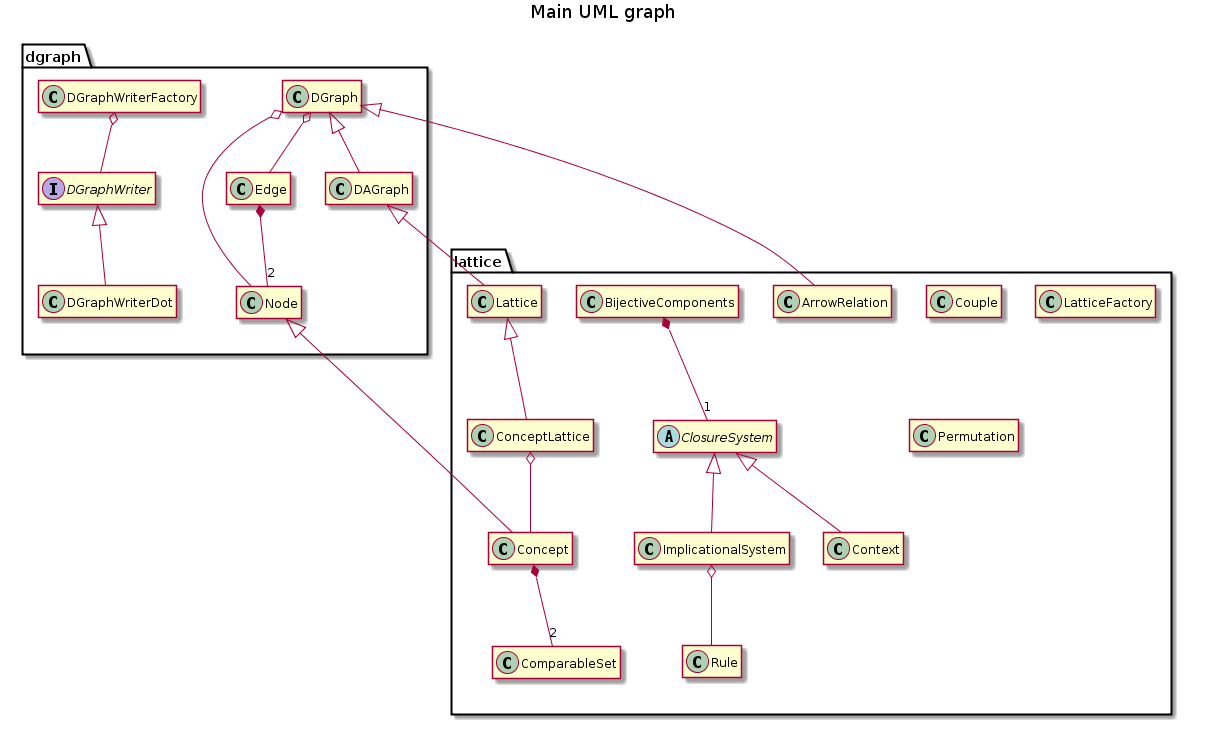 Main UML graph
dgraph
C DGraphWriterFactory
C DGraph
I DGraphWriter
C Edge
C DAGraph
2
C DGraphWriterDot
C Node
lattice
C Lattice
C BijectiveComponents
C ArrowRelation
C Couple
C LatticeFactory
1
C ConceptLattice
A ClosureSystem
C Permutation
C Concept
C ImplicationalSystem
C Context
2
C ComparableSet
C Rule